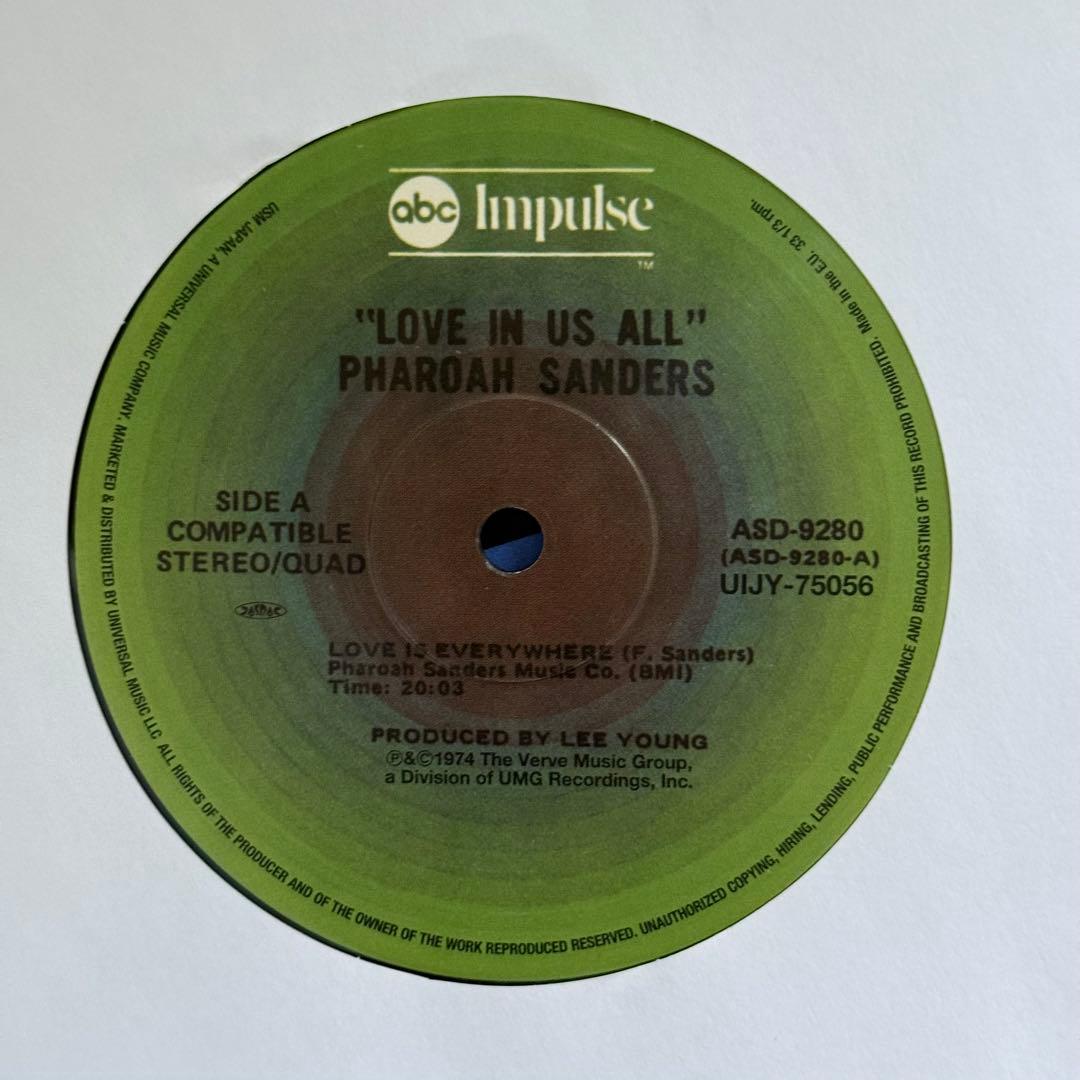 abc Impulse
TM
"LOVE IN US ALL"
PHAROAH SANDERS
SIDE A
COMPATIBLE
STEREO/QUAD
JASRAC
ASD-9280
(ASD-9280-A)
UIJY-75056
LOVE IS EVERYWHERE (F. Sanders)
Pharoah Sanders Music Co. (BMI)
Time: 20:03
PRODUCED BY LEE YOUNG
℗&©1974 The Verve Music Group,
a Division of UMG Recordings, Inc.
USM JAPAN, A UNIVERSAL MUSIC COMPANY. MARKETED & DISTRIBUTED BY UNIVERSAL MUSIC LLC ALL RIGHTS OF THE PRODUCER AND OF THE OWNER OF THE WORK REPRODUCED RESERVED. UNAUTHORIZED COPYING, HIRING, LENDING, PUBLIC PERFORMANCE AND BROADCASTING OF THIS RECORD PROHIBITED. Made in the E.U. 33 1/3 rpm.